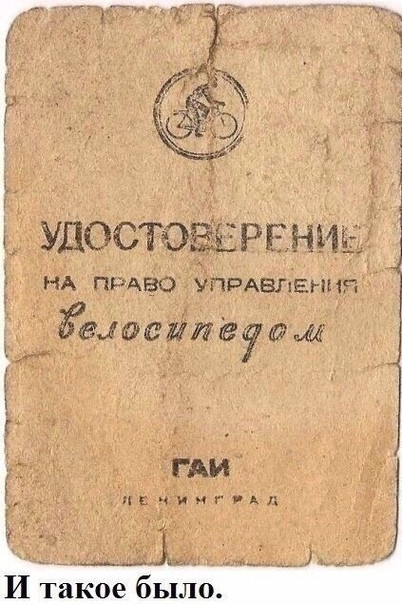 УДОСТОВЕРЕНИЕ
НА ПРАВО УПРАВЛЕНИЯ
велосипедом
ГАИ
ЛЕНИНГРАД
И такое было.